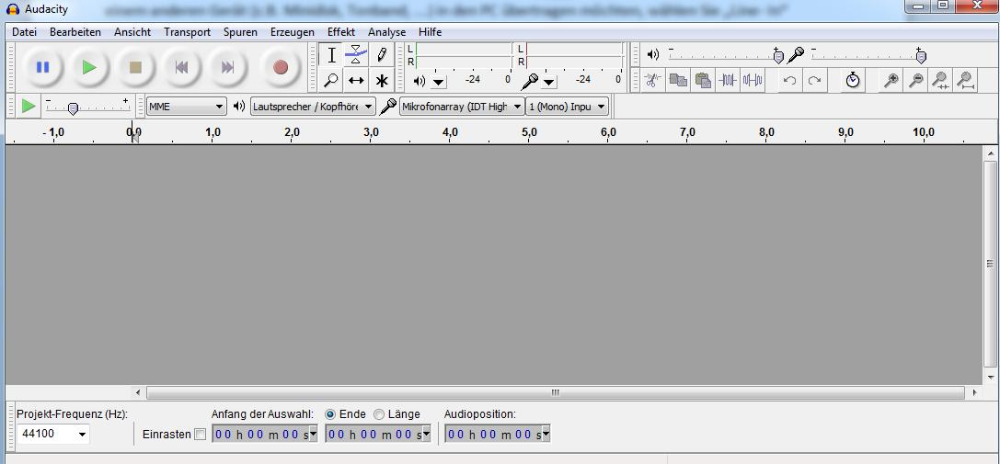 Audacity
einem anderen Gerät (z.B. Minidisk, Tonband, ...) in den PC übertragen möchten, wählen Sie „Line- In“
Datei Bearbeiten Ansicht Transport Spuren Erzeugen Effekt Analyse Hilfe
L L
R R
-24 0 -24 0
- + - +
- + MME Lautsprecher / Kopfhöre Mikrofonarray (IDT High 1 (Mono) Inpu
- 1,0 0,0 1,0 2,0 3,0 4,0 5,0 6,0 7,0 8,0 9,0 10,0
Projekt-Frequenz (Hz): Anfang der Auswahl: Ende Länge Audioposition:
44100 Einrasten 00 h 00 m 00 s 00 h 00 m 00 s 00 h 00 m 00 s